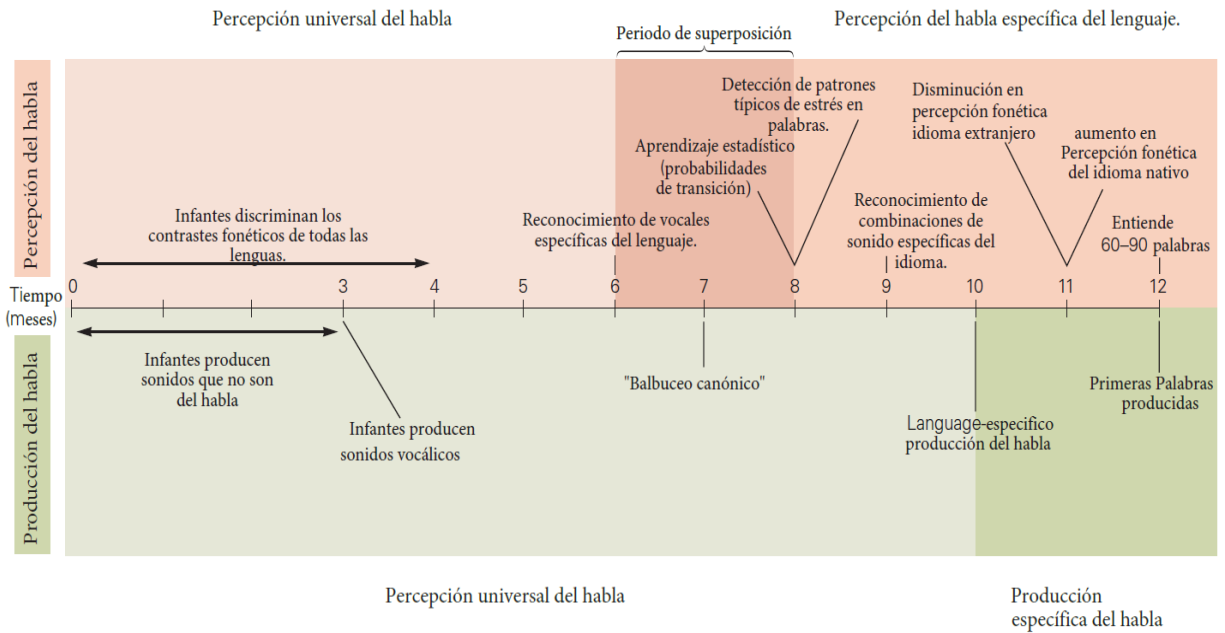 Percepción universal del habla
Percepción del habla específica del lenguaje.
Periodo de superposición
Percepción del habla
Detección de patrones
típicos de estrés en
palabras.
Disminución en
percepción fonética
idioma extranjero
aumento en
Percepción fonética
del idioma nativo
Aprendizaje estadístico
(probabilidades
de transición)
Infantes discriminan los
contrastes fonéticos de todas las
lenguas.
Reconocimiento de vocales
específicas del lenguaje.
Reconocimiento de
combinaciones de
sonido específicas del
idioma.
Entiende
60–90 palabras
Tiempo
(meses)
0 3 4 5 6 7 8 9 10 11 12
Producción del habla
Infantes producen
sonidos que no son
del habla
Infantes producen
sonidos vocálicos
"Balbuceo canónico"
Language-especifico
producción del habla
Primeras Palabras
producidas
Percepción universal del habla
Producción
específica del habla